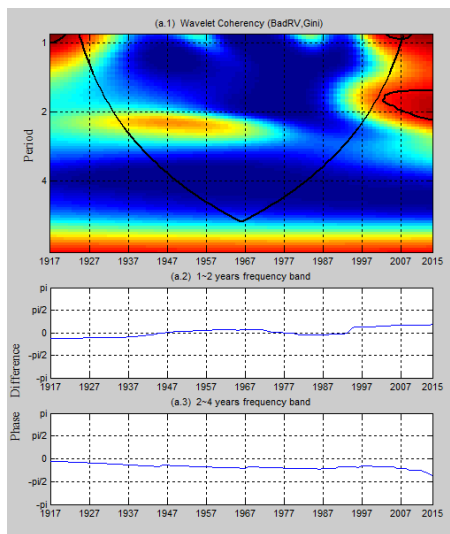 (a.1) Wavelet Coherency (BadRV,Gini)
1
2
4
Period
1917 1927 1937 1947 1957 1967 1977 1987 1997 2007 2015
(a.2) 1~2 years frequency band
pi
pi/2
0
-pi/2
-pi
1917 1927 1937 1947 1957 1967 1977 1987 1997 2007 2015
Phase Difference
(a.3) 2~4 years frequency band
pi
pi/2
0
-pi/2
-pi
1917 1927 1937 1947 1957 1967 1977 1987 1997 2007 2015